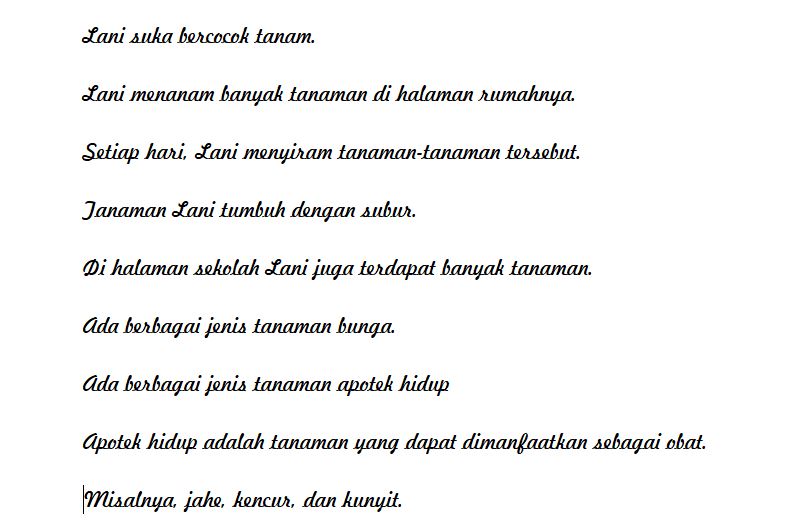 Lani suka bercocok tanam.
Lani menanam banyak tanaman di halaman rumahnya.
Setiap hari, Lani menyiram tanaman-tanaman tersebut.
Tanaman Lani tumbuh dengan subur.
Di halaman sekolah Lani juga terdapat banyak tanaman.
Ada berbagai jenis tanaman bunga.
Ada berbagai jenis tanaman apotek hidup
Apotek hidup adalah tanaman yang dapat dimanfaatkan sebagai obat.
Misalnya, jahe, kencur, dan kunyit.